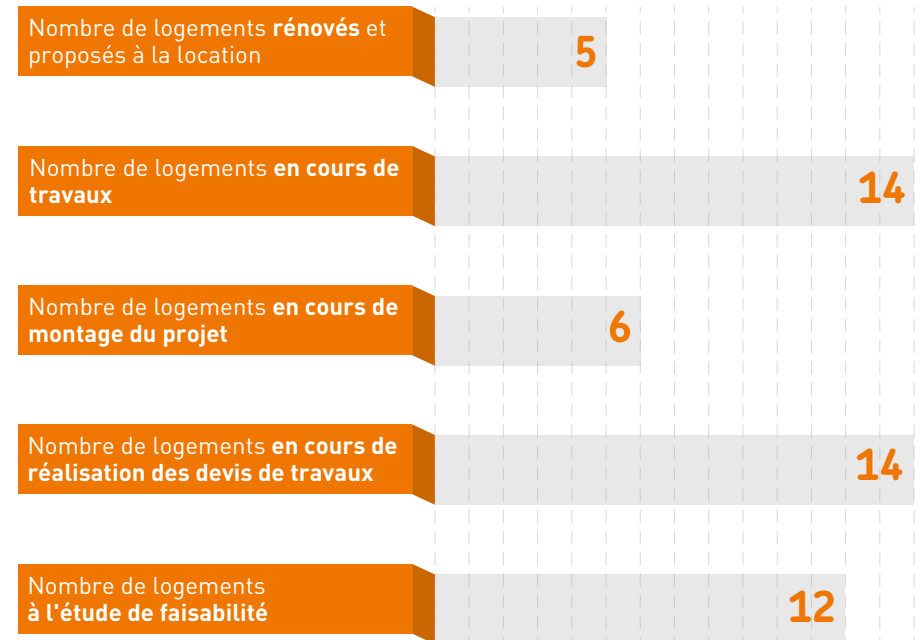 Nombre de logements rénovés et
proposés à la location
5
Nombre de logements en cours de
travaux
14
Nombre de logements en cours de
montage du projet
6
Nombre de logements en cours de
réalisation des devis de travaux
14
Nombre de logements
à l'étude de faisabilité
12